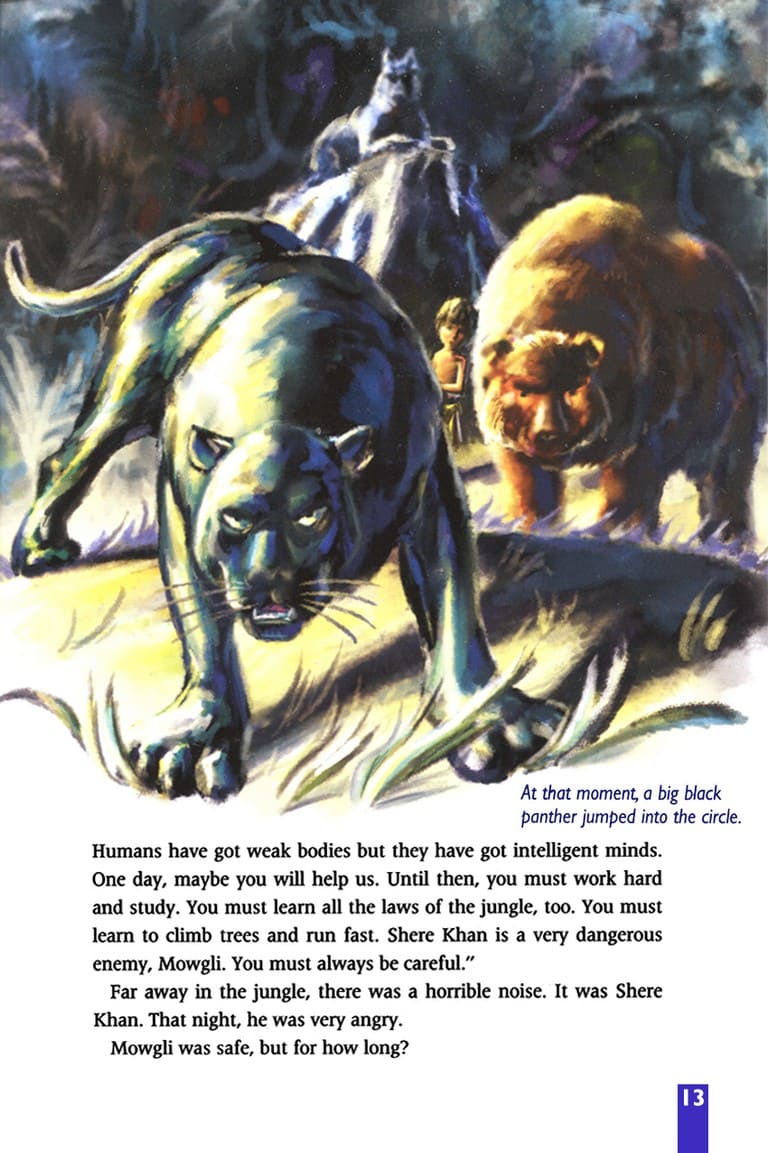 At that moment, a big black
panther jumped into the circle.
Humans have got weak bodies but they have got intelligent minds.
One day, maybe you will help us. Until then, you must work hard
and study. You must learn all the laws of the jungle, too. You must
learn to climb trees and run fast. Shere Khan is a very dangerous
enemy, Mowgli. You must always be careful.”
Far away in the jungle, there was a horrible noise. It was Shere
Khan. That night, he was very angry.
Mowgli was safe, but for how long?
13